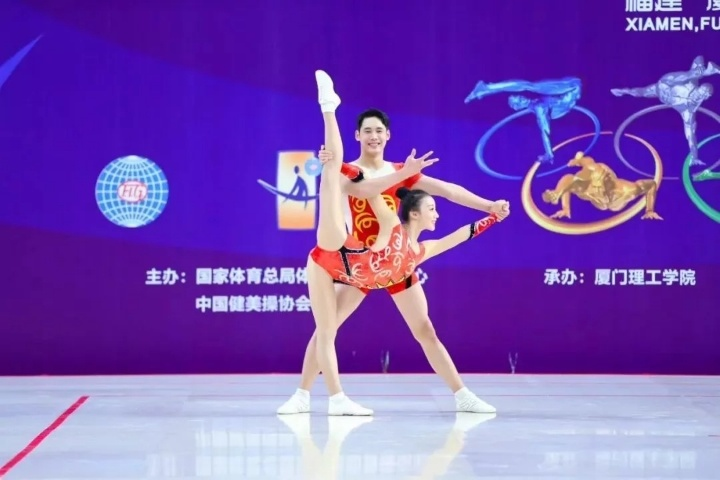 XIAMEN, FU
主办： 国家体育总局体
中国健美操协会
心
承办： 厦门理工学院